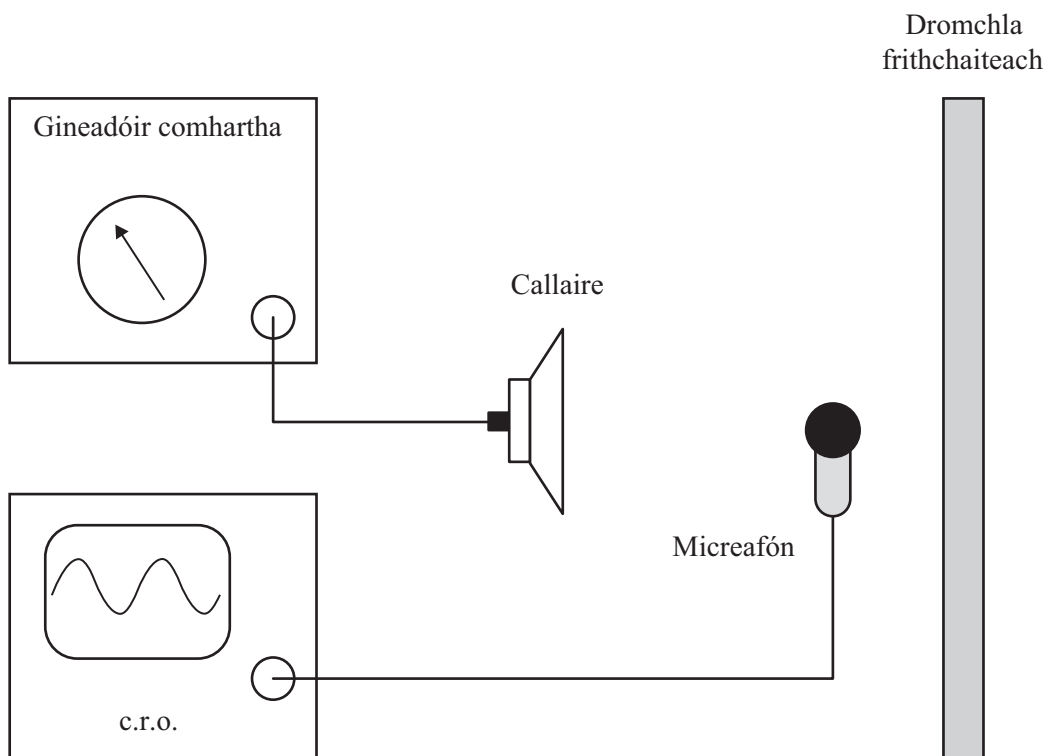 Dromchla
frithchaiteach
Gineadóir comhartha
Callaire
Micreafón
c.r.o.